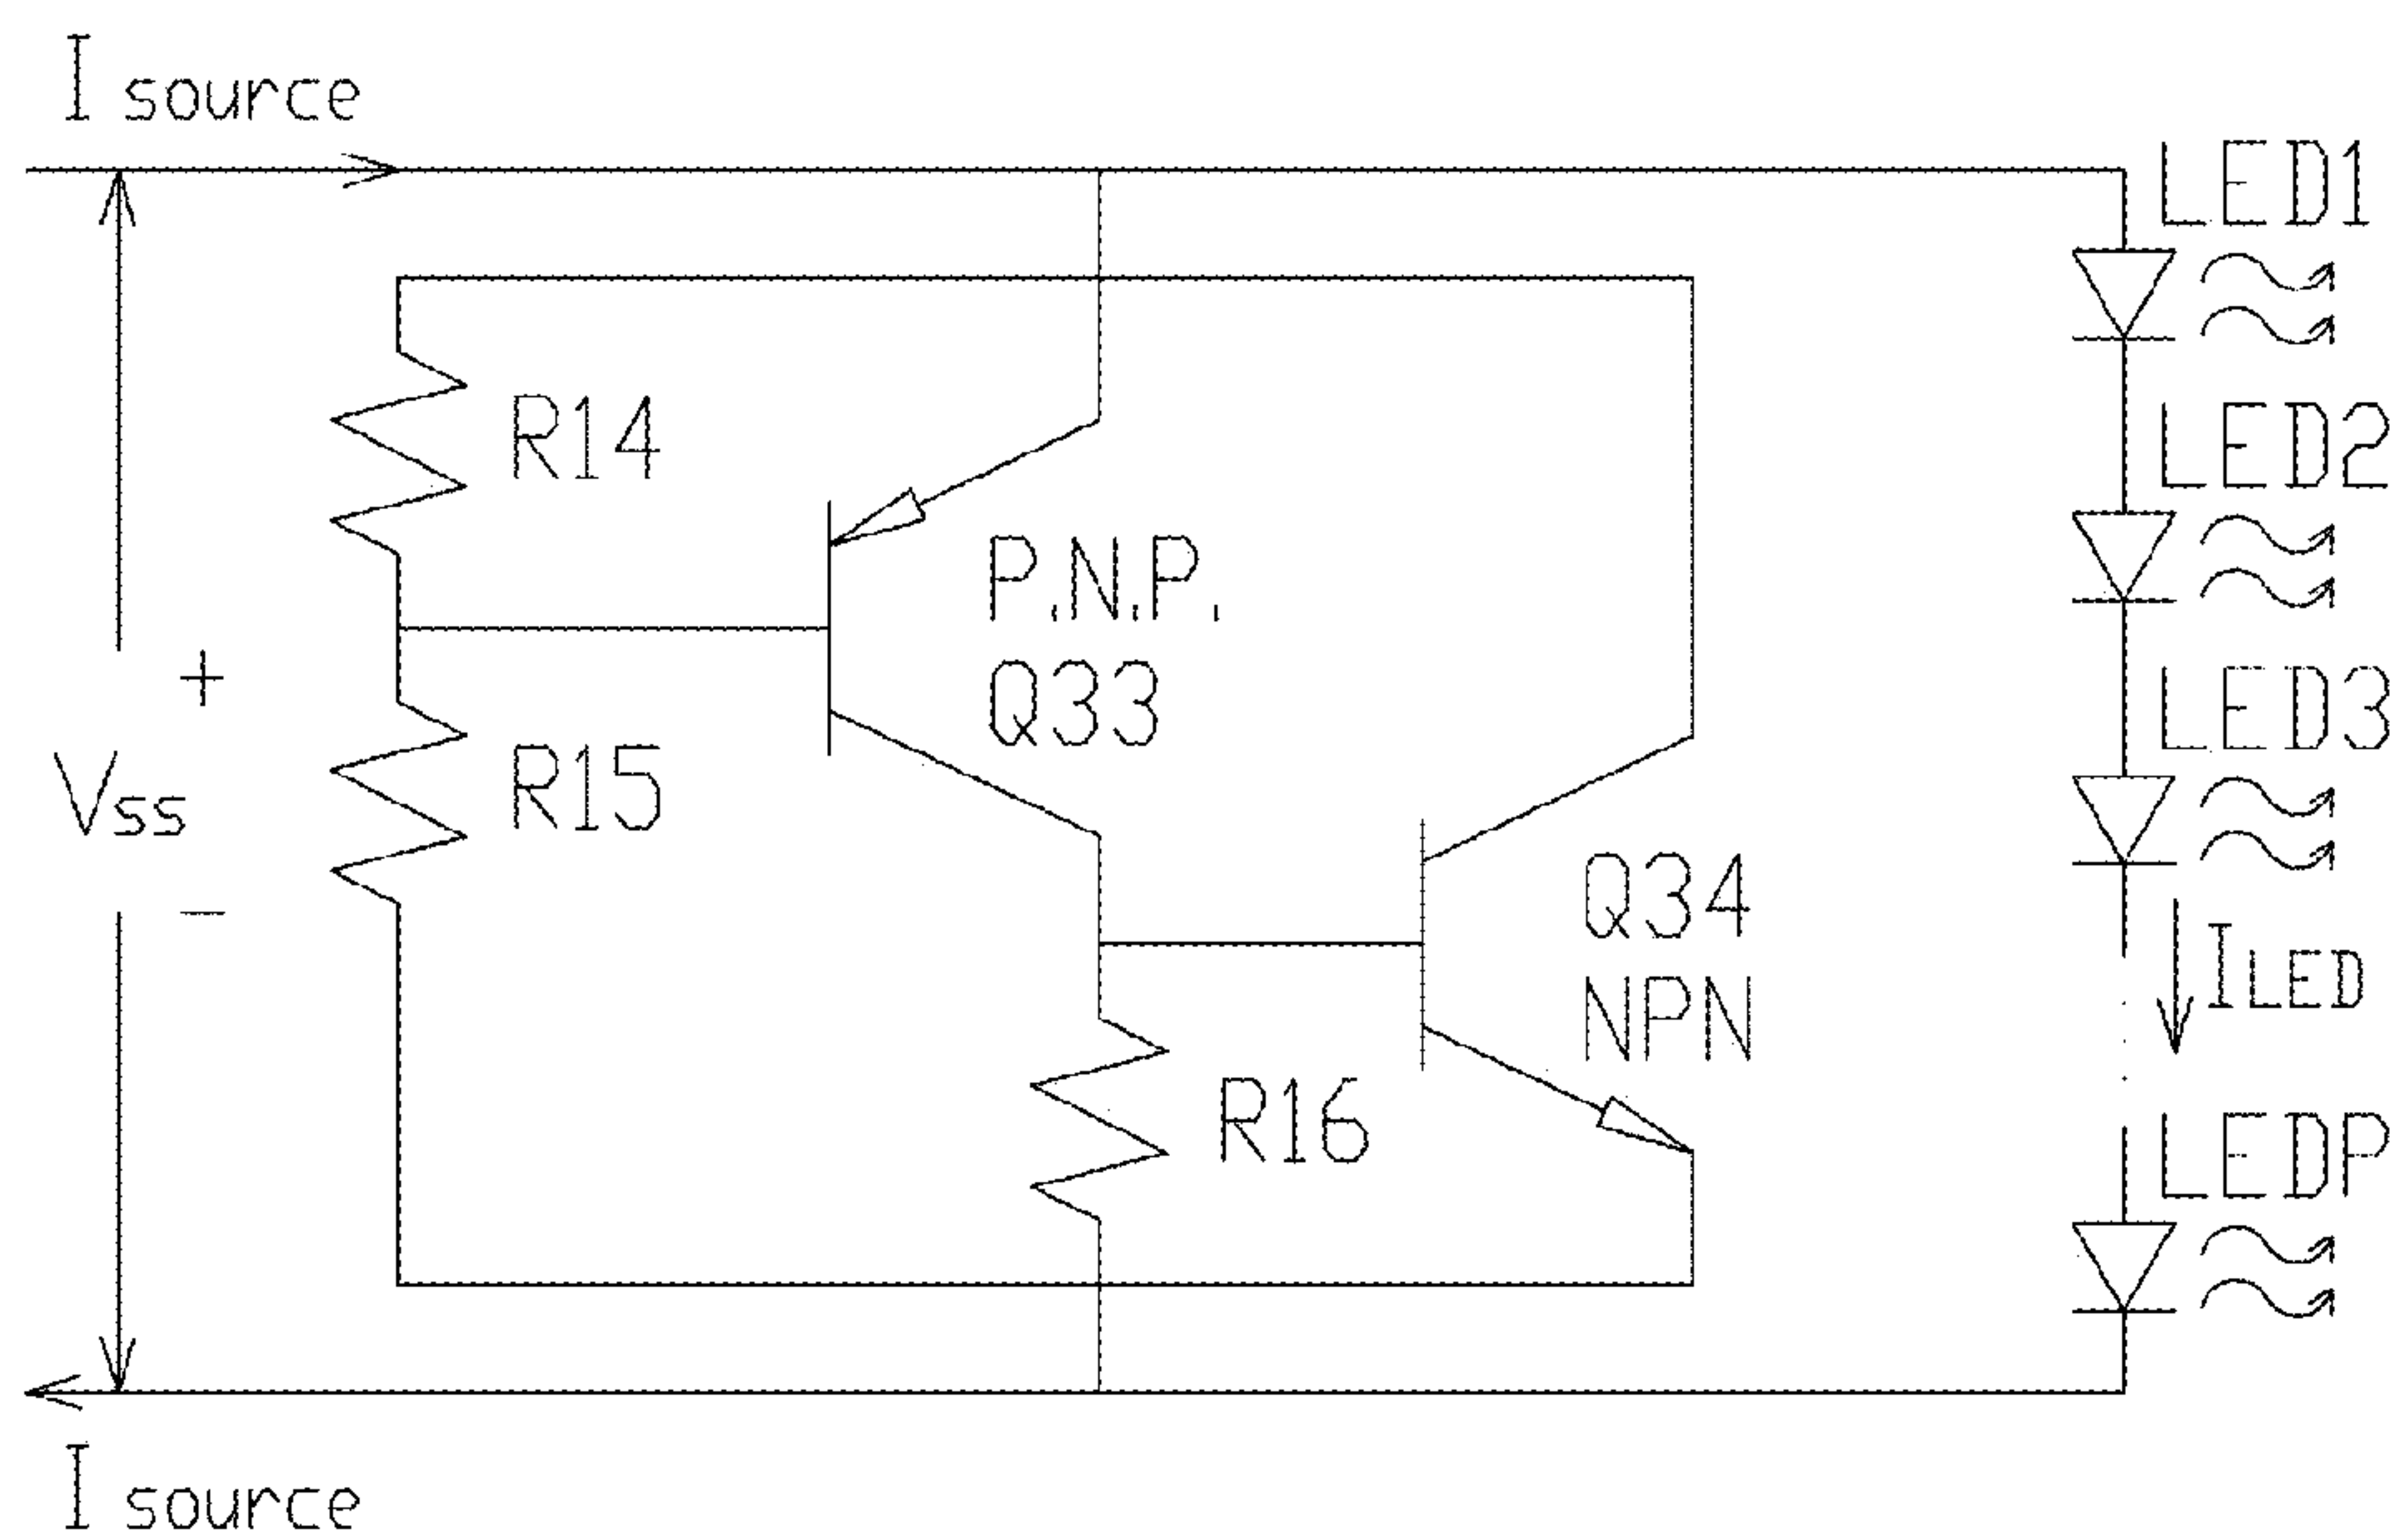 I source
LED1
R14
LED2
P.N.P.
Q33
+
LED3
Vss
R15
–
Q34
NPN
ILED
R16
LEDP
I source